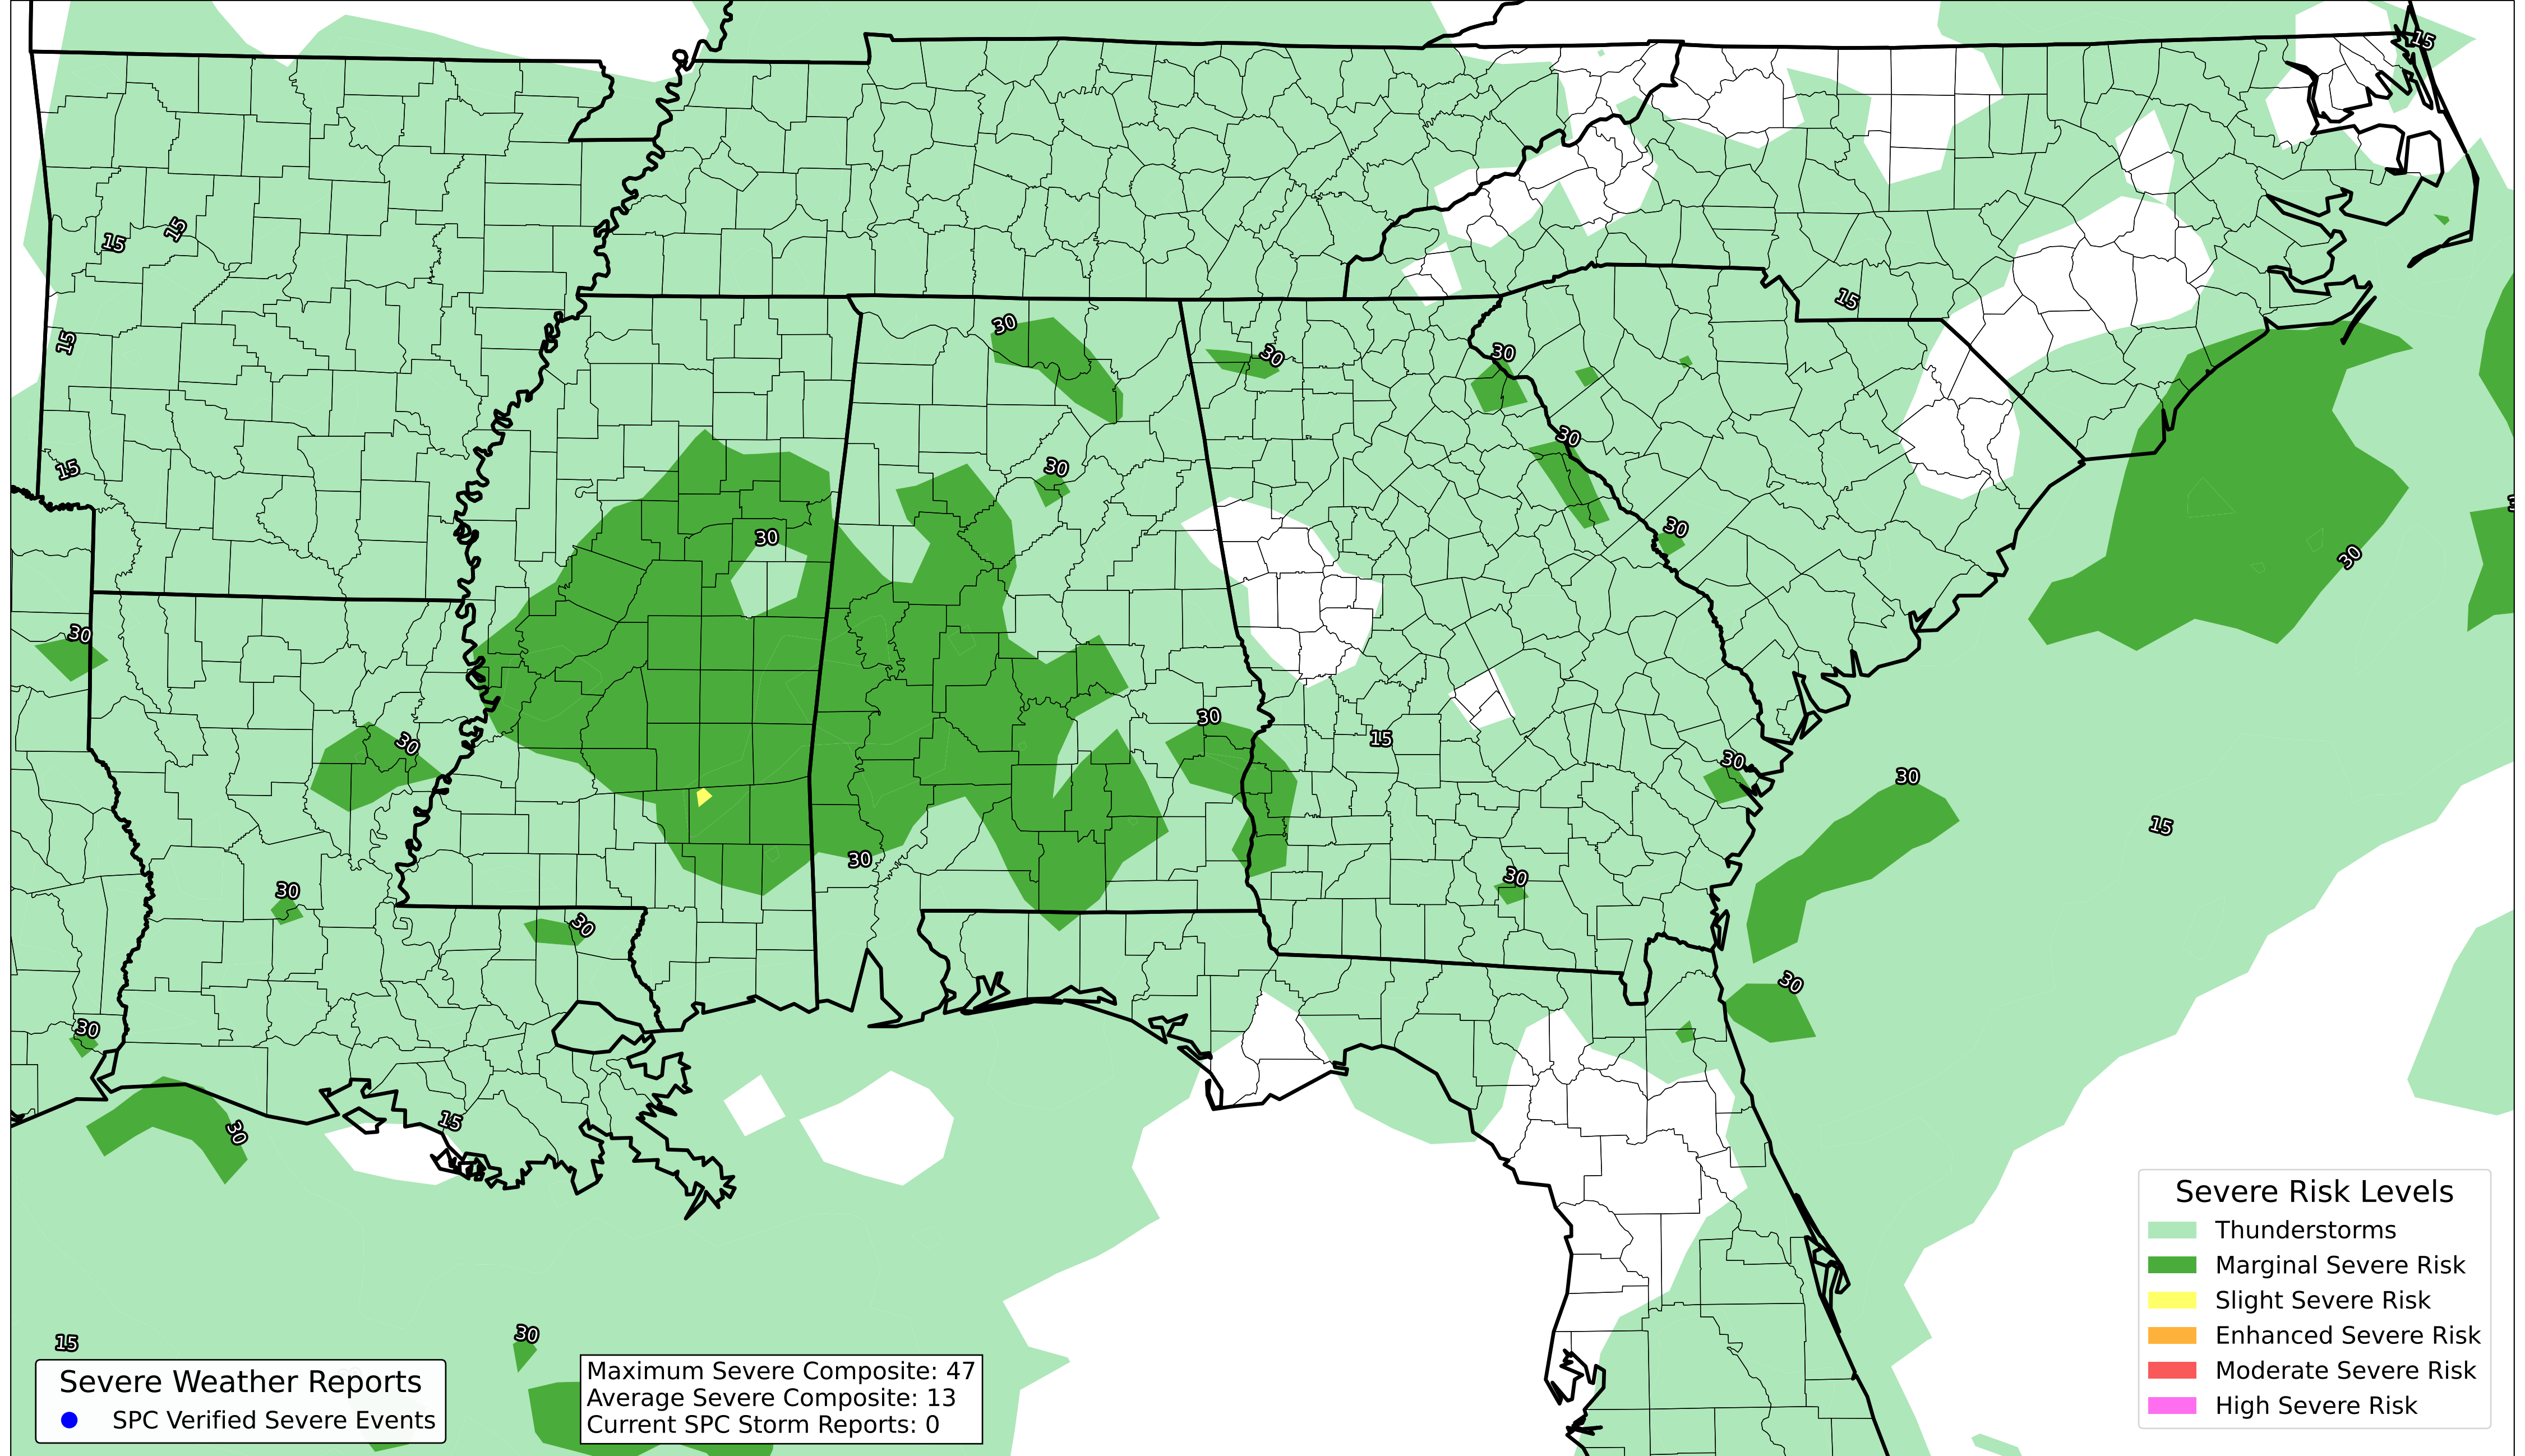 15
15
15
30
15
30
30
15
30
15
30
30
30
30
30
30
30
15
30
30
30
15
30
30
30
30
30
30
30
15
30
15
30
Severe Weather Reports
SPC Verified Severe Events
Maximum Severe Composite: 47
Average Severe Composite: 13
Current SPC Storm Reports: 0
Severe Risk Levels
Thunderstorms
Marginal Severe Risk
Slight Severe Risk
Enhanced Severe Risk
Moderate Severe Risk
High Severe Risk